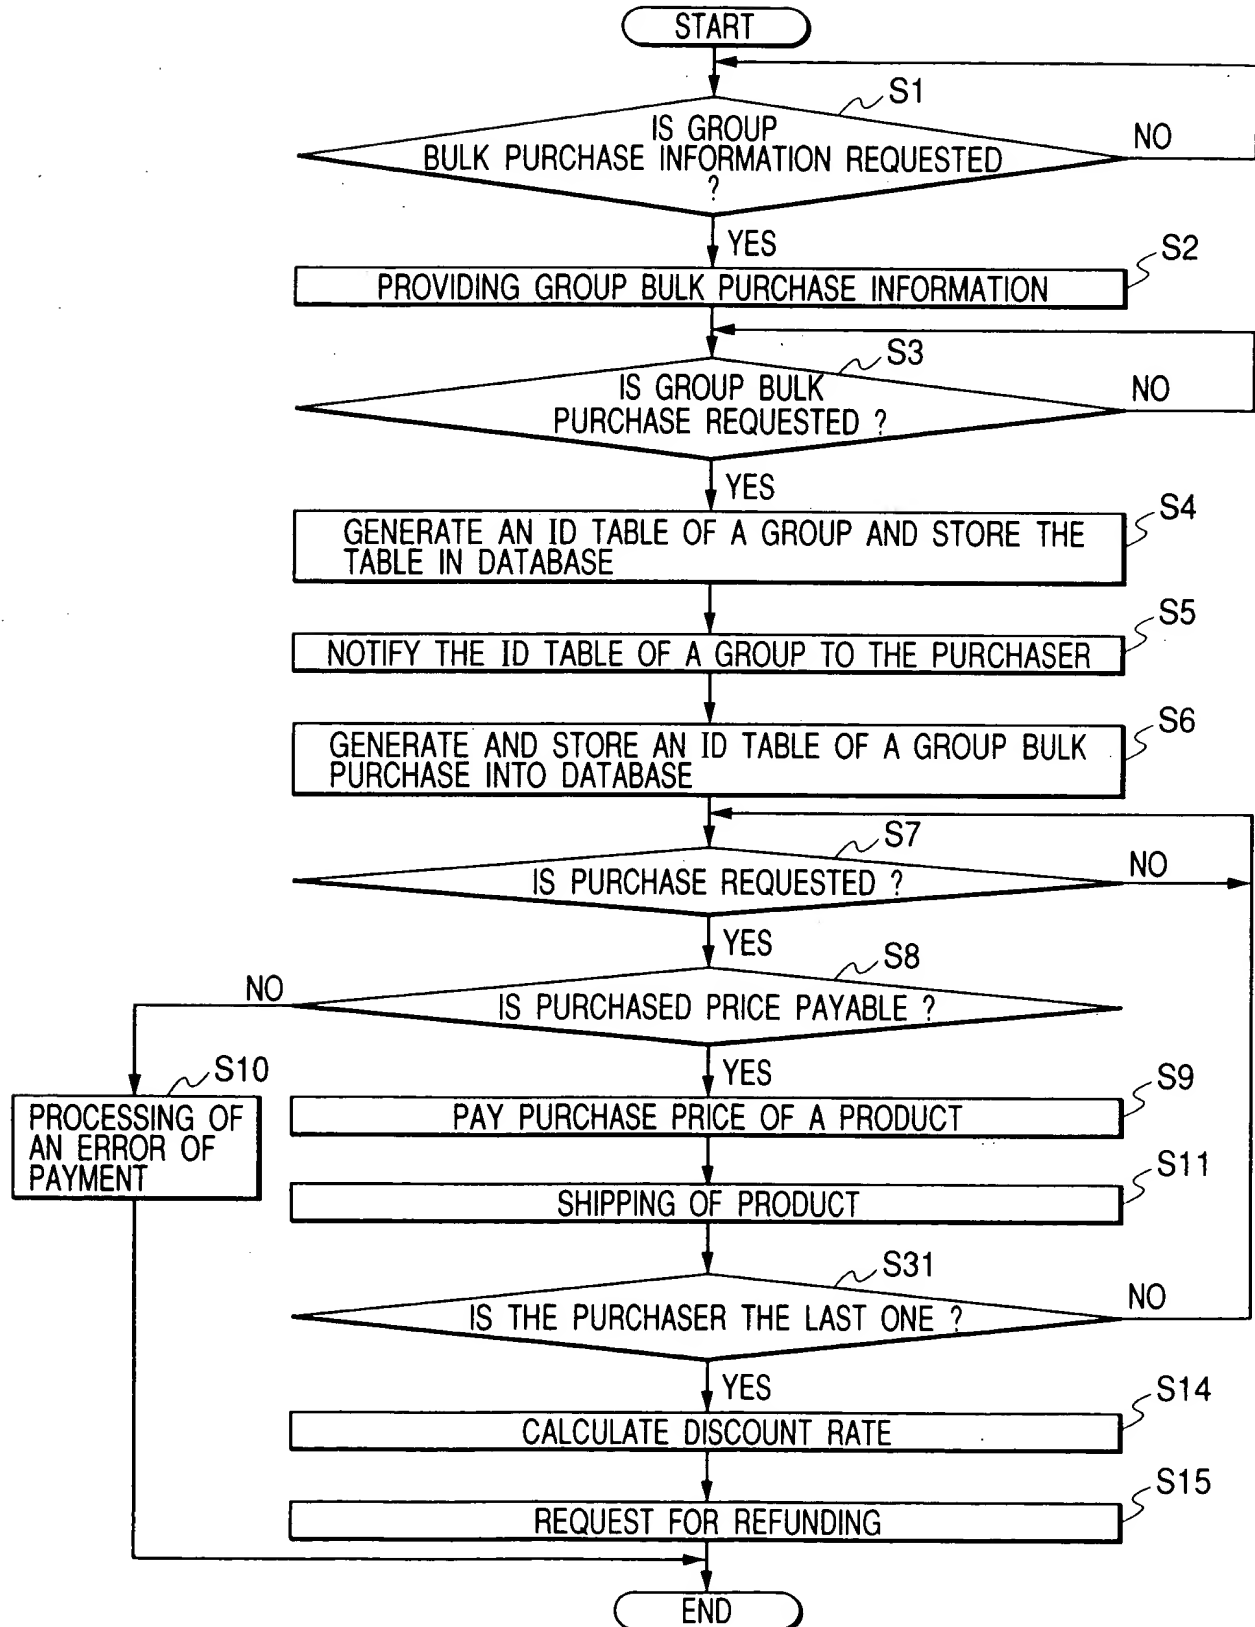 START
S1
IS GROUP
BULK PURCHASE INFORMATION REQUESTED
?
NO
YES
S2
PROVIDING GROUP BULK PURCHASE INFORMATION
S3
IS GROUP BULK
PURCHASE REQUESTED ?
NO
YES
S4
GENERATE AN ID TABLE OF A GROUP AND STORE THE
TABLE IN DATABASE
S5
NOTIFY THE ID TABLE OF A GROUP TO THE PURCHASER
S6
GENERATE AND STORE AN ID TABLE OF A GROUP BULK
PURCHASE INTO DATABASE
S7
IS PURCHASE REQUESTED ?
NO
YES
S8
NO
IS PURCHASED PRICE PAYABLE ?
YES
S10
PROCESSING OF
AN ERROR OF
PAYMENT
S9
PAY PURCHASE PRICE OF A PRODUCT
S11
SHIPPING OF PRODUCT
S31
IS THE PURCHASER THE LAST ONE ?
NO
YES
S14
CALCULATE DISCOUNT RATE
S15
REQUEST FOR REFUNDING
END